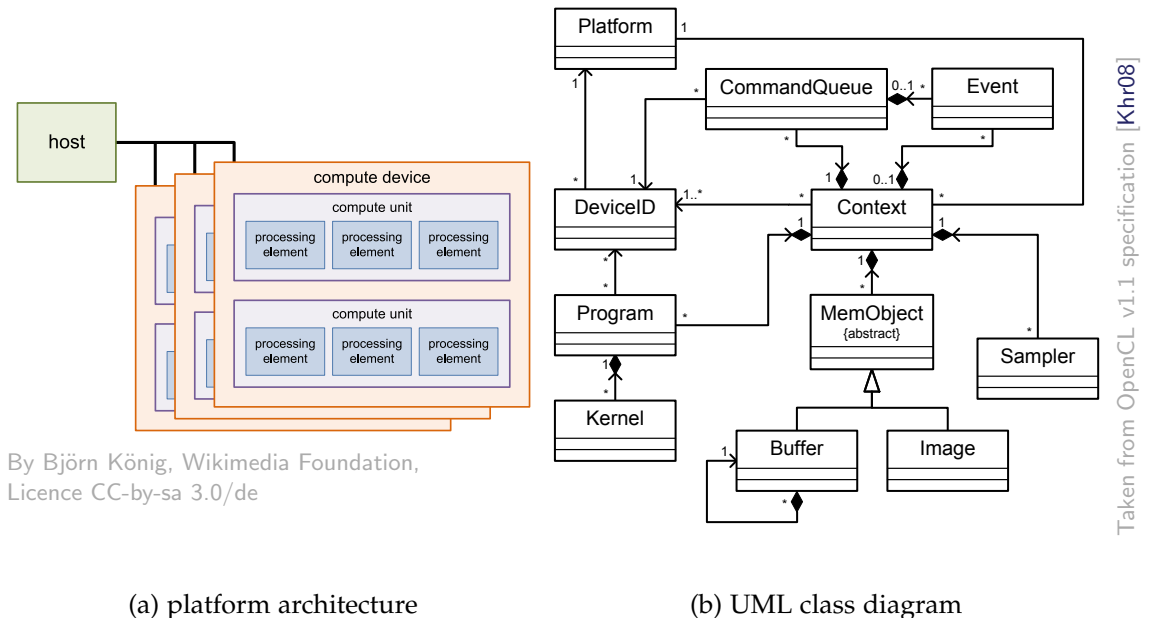 host
compute device
compute unit
processing element
processing element
processing element
compute unit
processing element
processing element
processing element
By Björn König, Wikimedia Foundation,
Licence CC-by-sa 3.0/de
(a) platform architecture
Platform
1
1
CommandQueue
0..1
*
Event
*
*
*
1
0..1
*
1
DeviceID
1..*
*
Context
*
1
1
1
*
*
Program
*
1
*
MemObject
{abstract}
*
Sampler
1
*
Kernel
Buffer
1
*
Image
Taken from OpenCL v1.1 specification [Khr08]
(b) UML class diagram